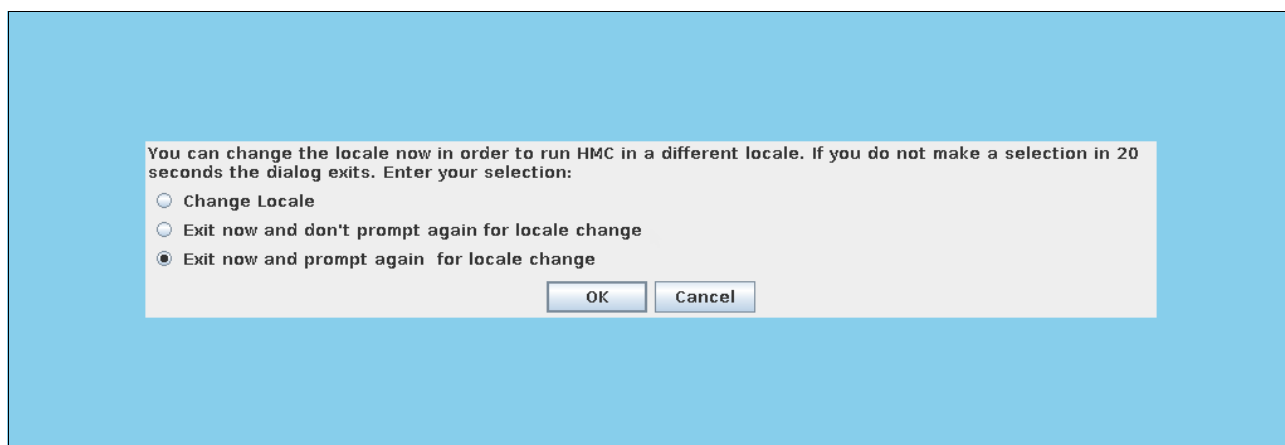 You can change the locale now in order to run HMC in a different locale. If you do not make a selection in 20
seconds the dialog exits. Enter your selection:
Change Locale
Exit now and don't prompt again for locale change
Exit now and prompt again  for locale change
OK Cancel